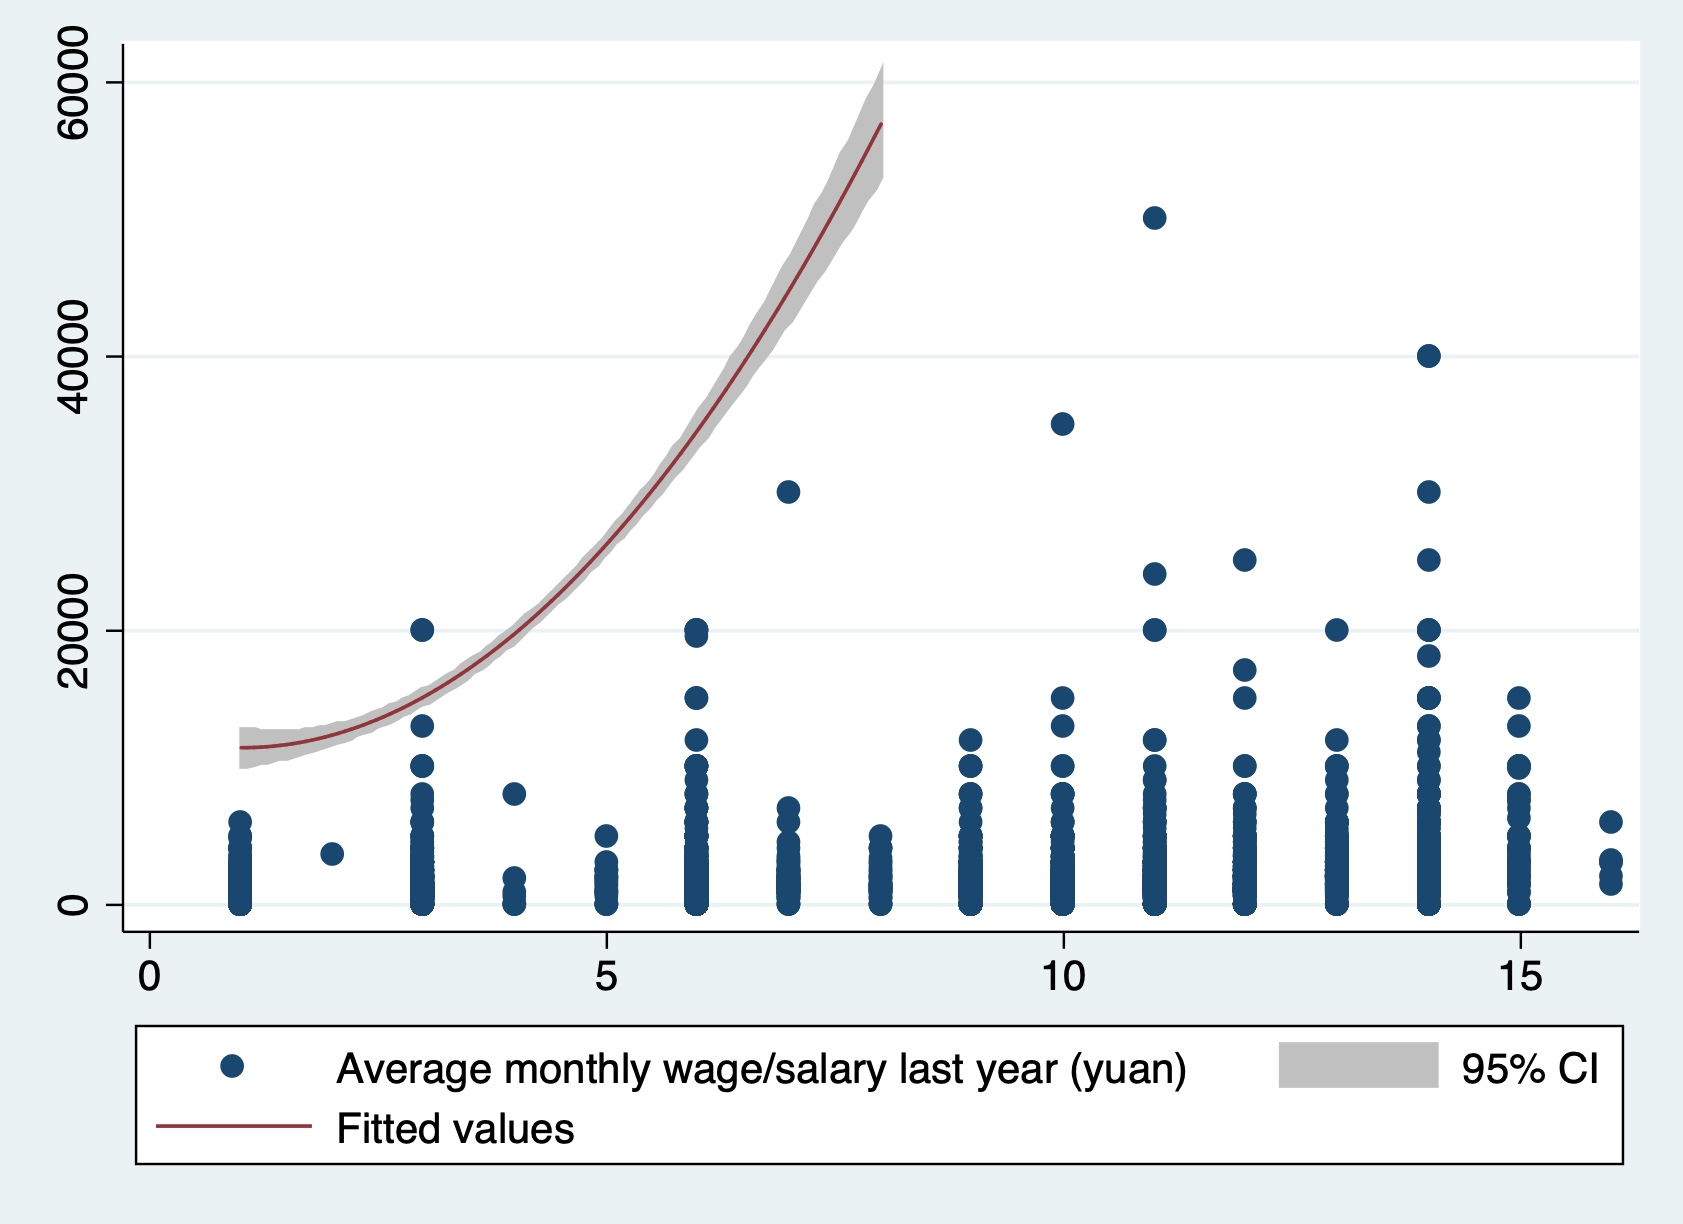 60000
40000
20000
0
0 5 10 15
Average monthly wage/salary last year (yuan) 95% CI
Fitted values